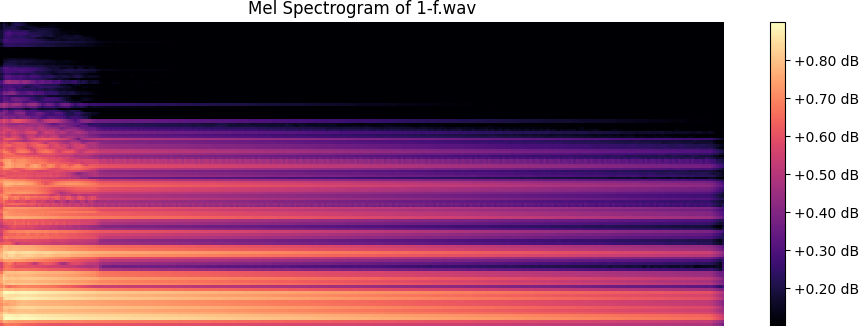 Mel Spectrogram of 1-f.wav
+0.80 dB
+0.70 dB
+0.60 dB
+0.50 dB
+0.40 dB
+0.30 dB
+0.20 dB